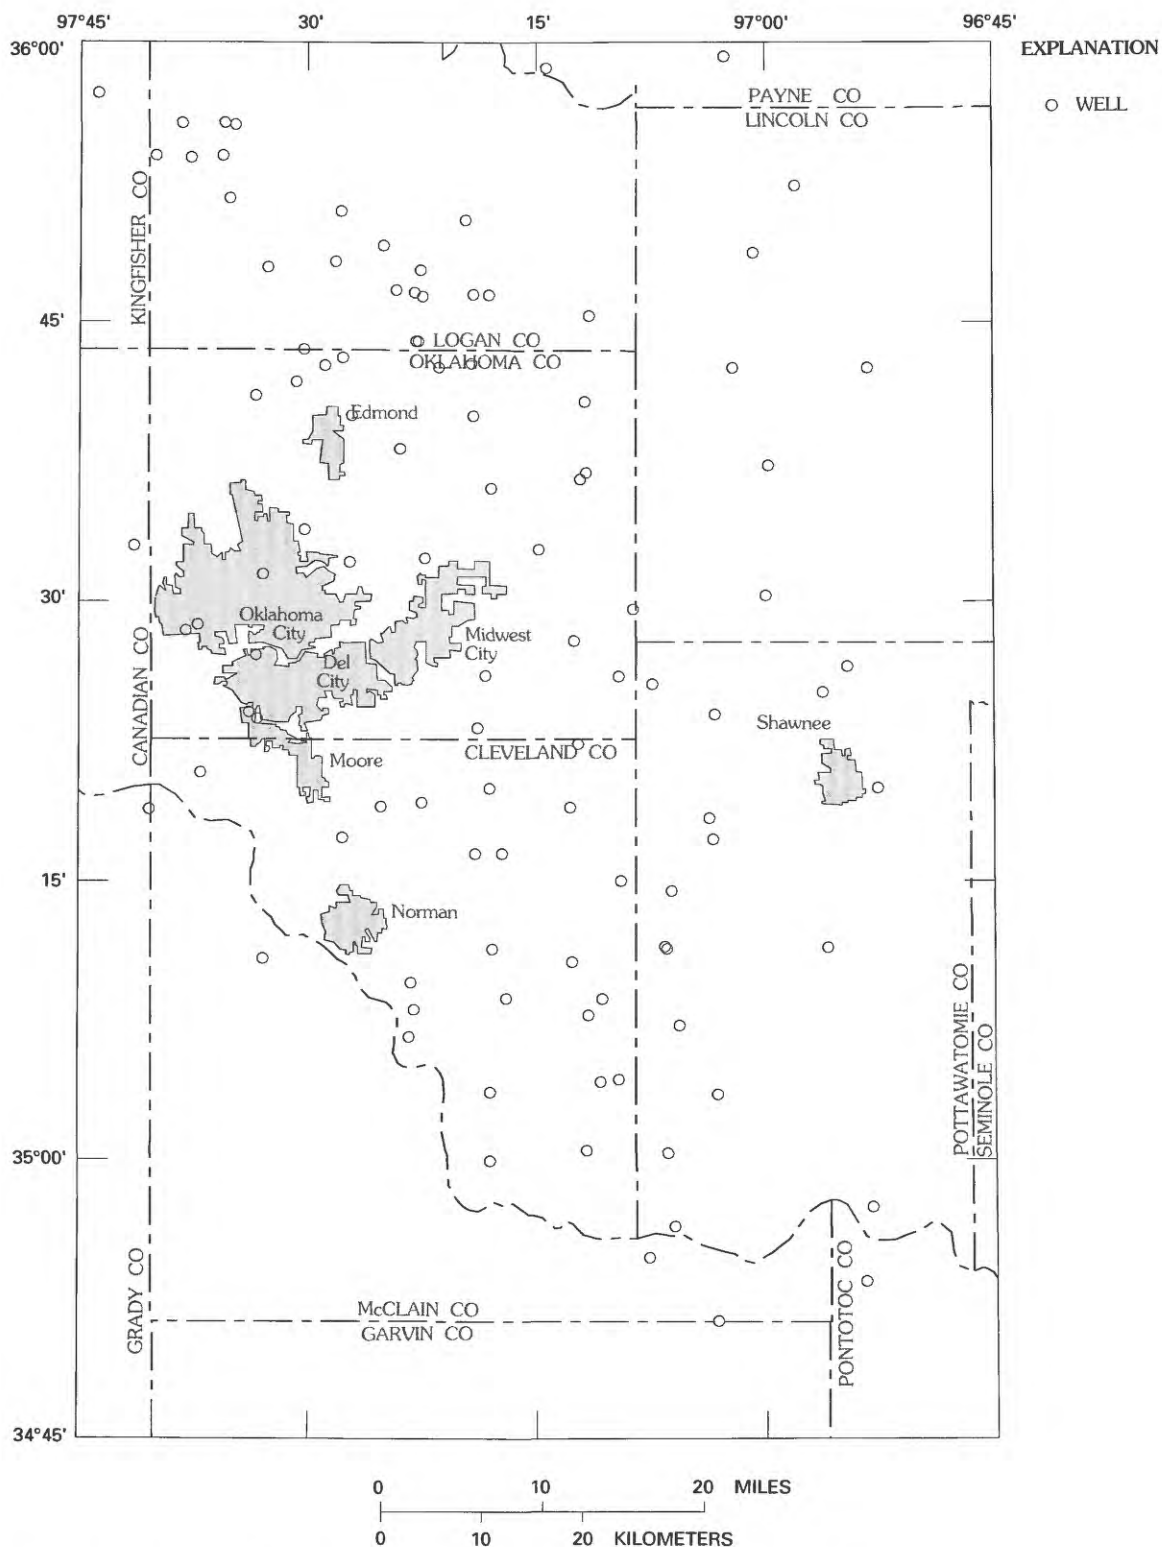 97°45' 30' 15' 97°00' 96°45'
36°00'
EXPLANATION
WELL
PAYNE CO
LINCOLN CO
KINGFISHER CO
45'
LOGAN CO
OKLAHOMA CO
Edmond
30'
Oklahoma
City
Midwest
City
Del
City
CANADIAN CO
Shawnee
CLEVELAND CO
Moore
15'
Norman
POTTAWATOMIE CO
SEMINOLE CO
35°00'
GRADY CO
McCLAIN CO
GARVIN CO
PONTOTOC CO
34°45'
0 10 20 MILES
0 10 20 KILOMETERS